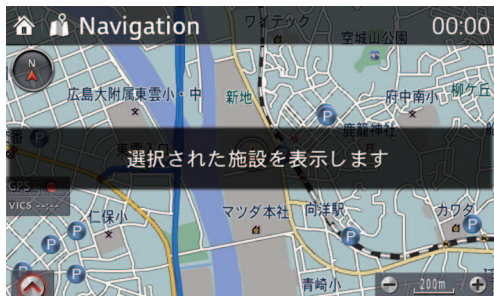 Navigation
00:00
ワイテック
空城山公園
N
広島大附属東雲小・中
新地
府中南小
柳ケ丘
鹿籠神社
選択された施設を表示します
GPS
VICS --:--
仁保小
マツダ本社
向洋駅
カワダ
青崎小
200m